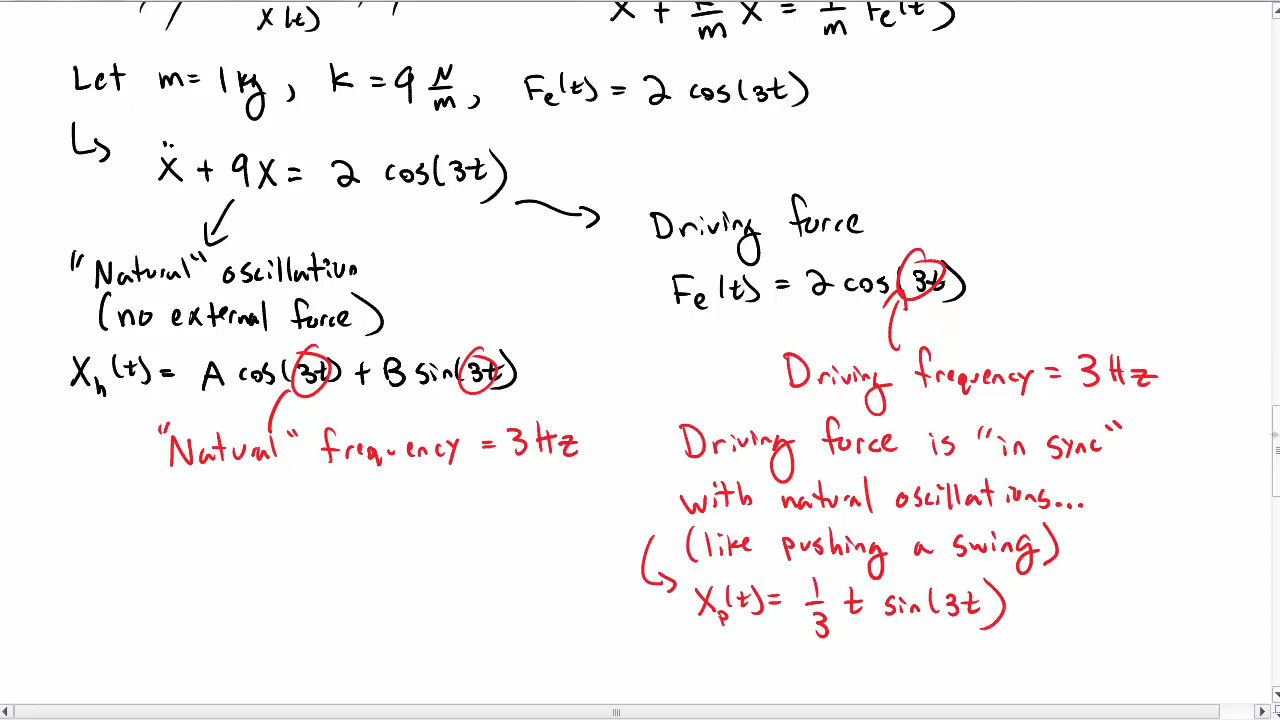 x(t)
ẍ + k/m x = 1/m Fe(t)
Let m = 1 kg, k = 9 N/m, Fe(t) = 2 cos(3t)
ẍ + 9x = 2 cos(3t)
"Natural" oscillation
(no external force)
Xh(t) = A cos(3t) + B sin(3t)
"Natural" frequency = 3 Hz
Driving force
Fe(t) = 2 cos(3t)
Driving frequency = 3 Hz
Driving force is "in sync"
with natural oscillations...
(like pushing a swing)
Xp(t) = 1/3 t sin(3t)